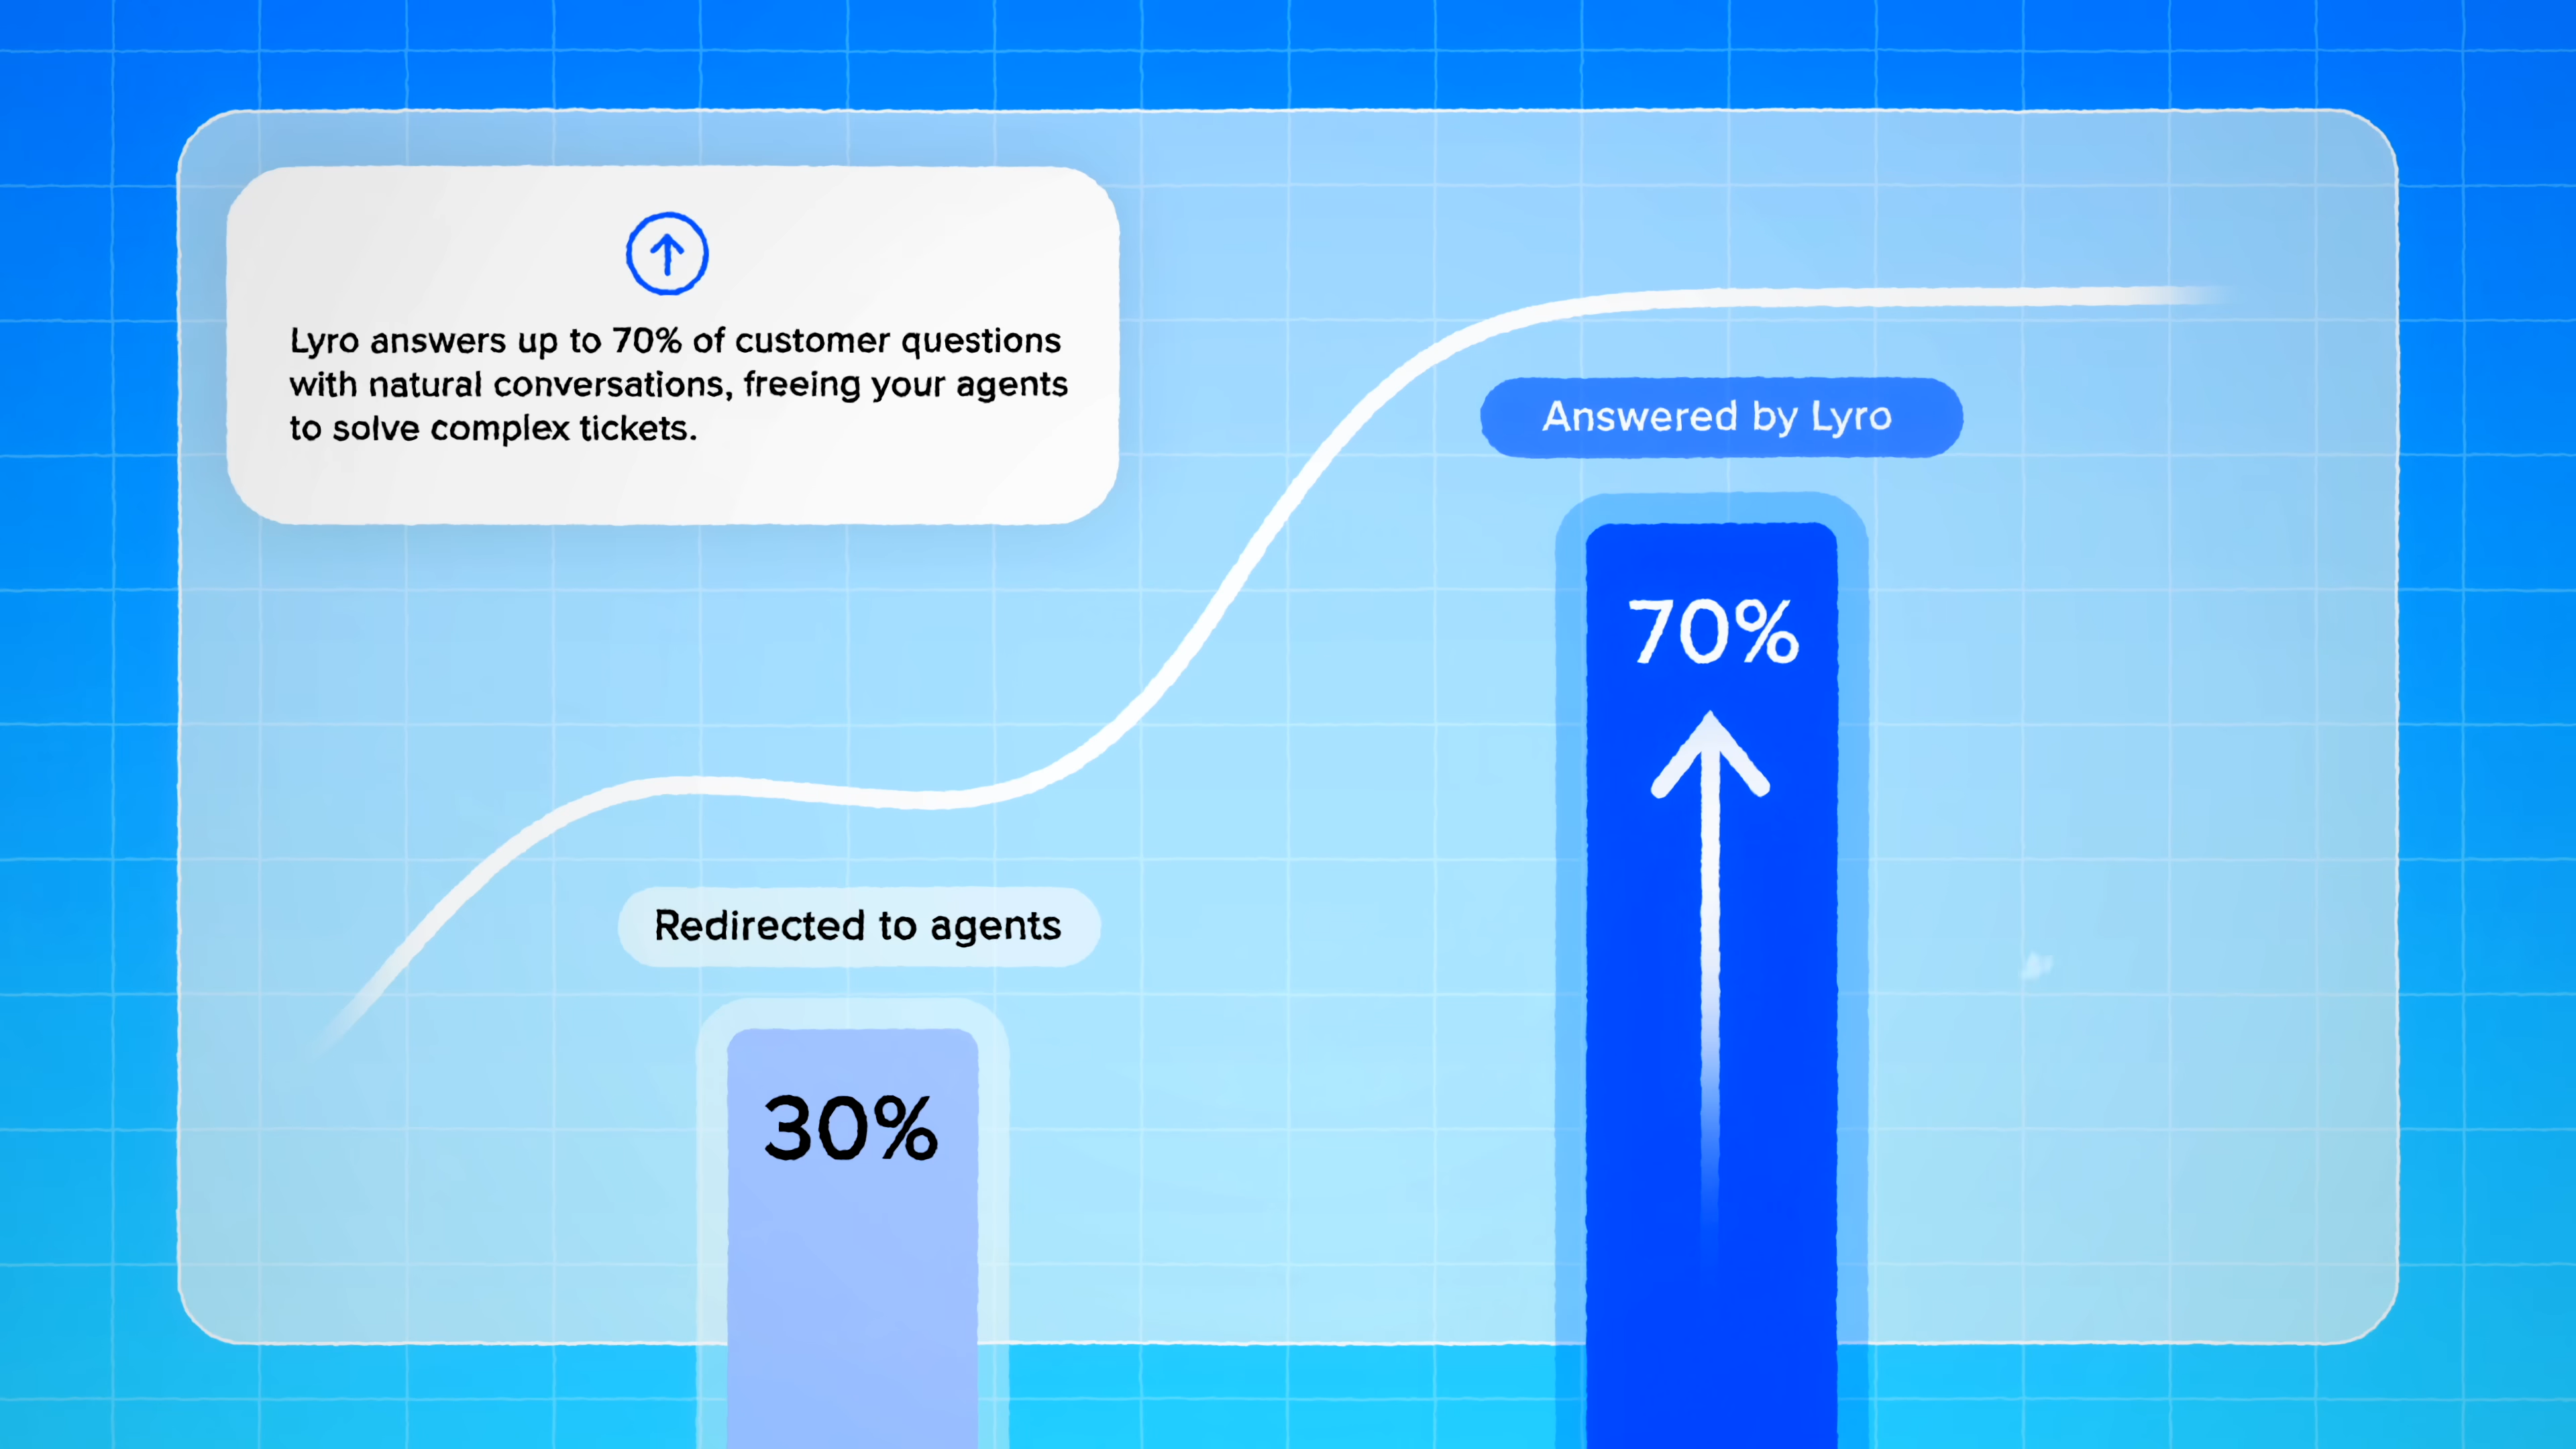 Lyro answers up to 70% of customer questions
with natural conversations, freeing your agents
to solve complex tickets.
Answered by Lyro
70%
Redirected to agents
30%